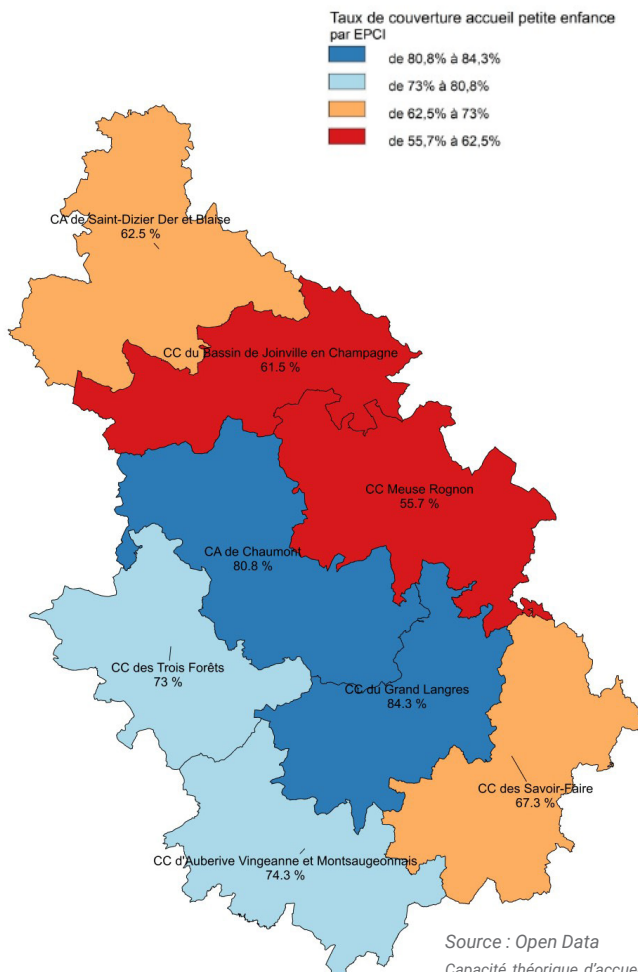 Taux de couverture accueil petite enfance
par EPCI
de 80,8% à 84,3%
de 73% à 80,8%
de 62,5% à 73%
de 55,7% à 62,5%
CA de Saint-Dizier Der et Blaise
62.5 %
CC du Bassin de Joinville en Champagne
61.5 %
CC Meuse Rognon
55.7 %
CA de Chaumont
80.8 %
CC des Trois Forêts
73 %
CC du Grand Langres
84.3 %
CC des Savoir-Faire
67.3 %
CC d'Auberive Vingeanne et Montsaugeonnais
74.3 %
Source : Open Data
Capacité théorique d'accue